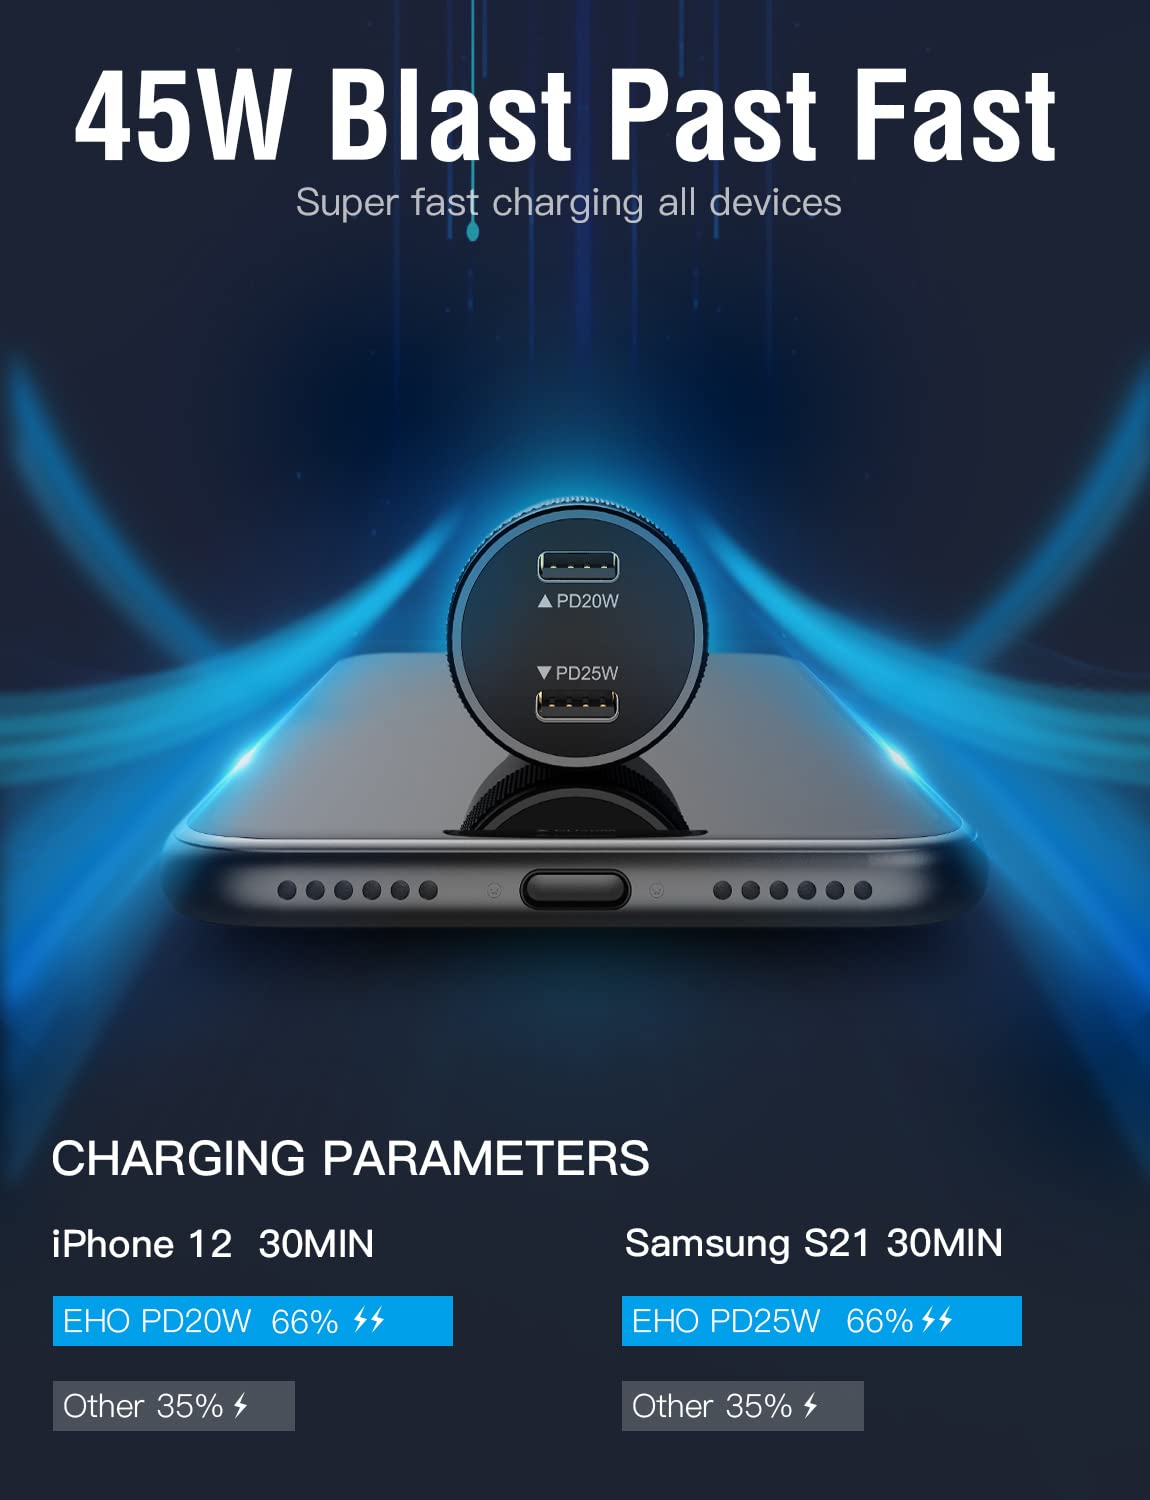 45W Blast Past Fast
Super fast charging all devices
▲ PD20W
▼ PD25W
CHARGING PARAMETERS
iPhone 12 30MIN
EHO PD20W 66%
Other 35%
Samsung S21 30MIN
EHO PD25W 66%
Other 35%